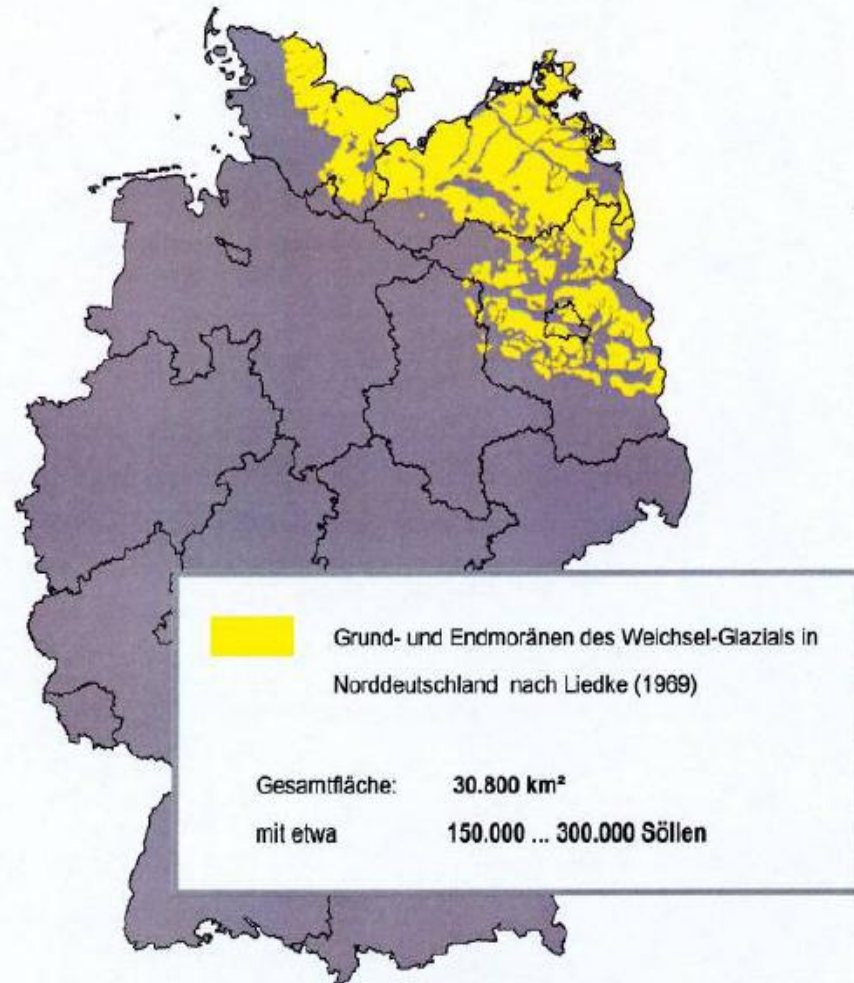 Grund- und Endmoränen des Weichsel-Glazials in
Norddeutschland nach Liedke (1969)
Gesamtfläche: 30.800 km²
mit etwa 150.000 ... 300.000 Söllen